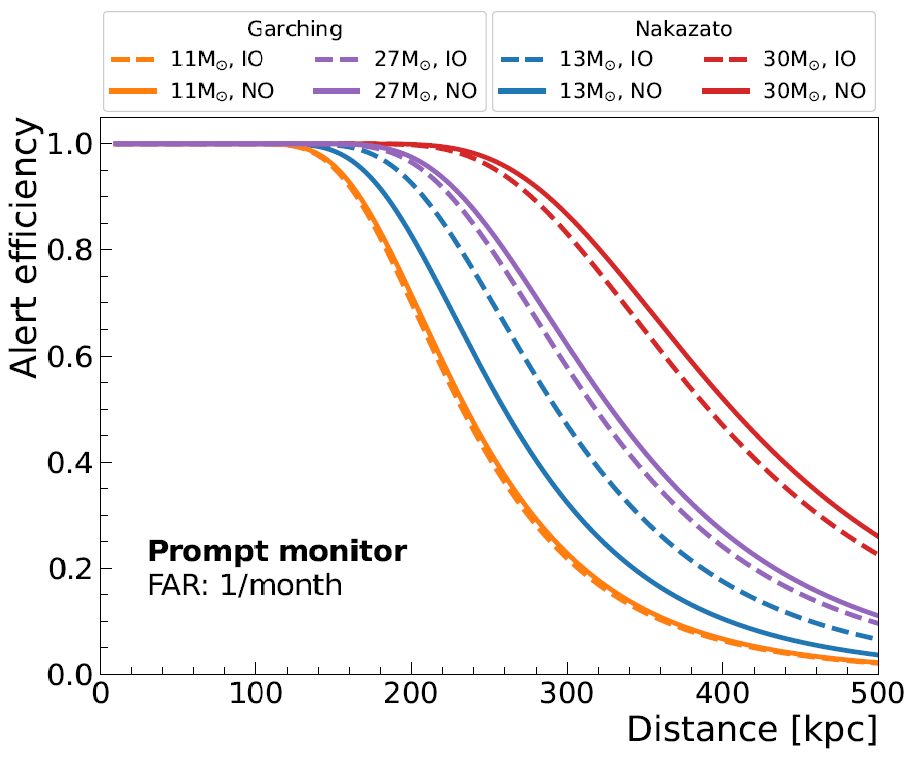 Garching
Nakazato
11M⊙, IO
27M⊙, IO
13M⊙, IO
30M⊙, IO
11M⊙, NO
27M⊙, NO
13M⊙, NO
30M⊙, NO
Alert efficiency
1.0
0.8
0.6
0.4
0.2
0.0
Prompt monitor
FAR: 1/month
0
100
200
300
400
500
Distance [kpc]